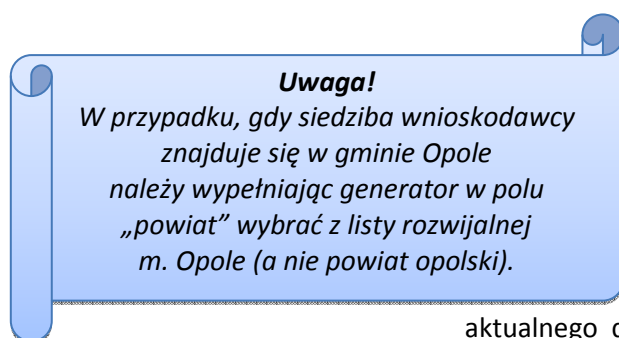 Uwaga!
W przypadku, gdy siedziba wnioskodawcy
znajduje się w gminie Opole
należy wypełniając generator w polu
„powiat” wybrać z listy rozwijalnej
m. Opole (a nie powiat opolski).
aktualnego